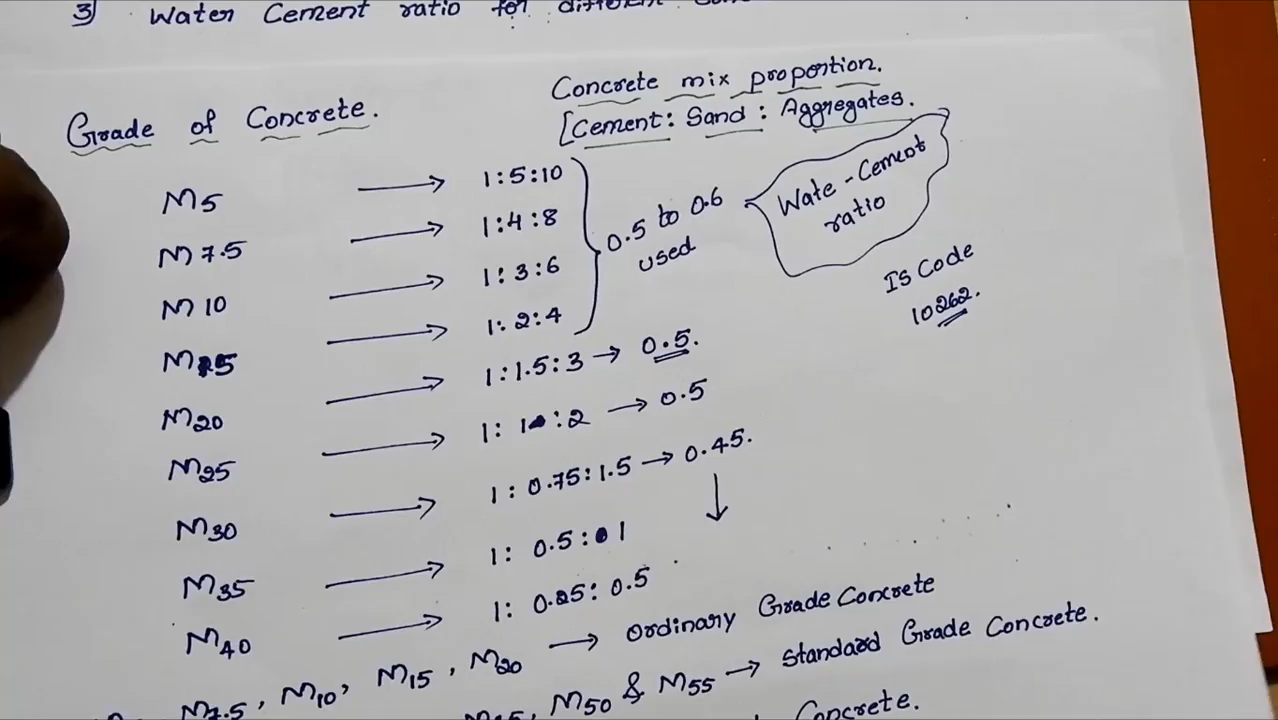 3) Water Cement ratio for different
Concrete mix proportion.
Grade of Concrete. [Cement: Sand : Aggregates.
M5 → 1:5:10
M7.5 → 1:4:8
M10 → 1:3:6
M15 → 1:2:4
0.5 to 0.6 used
Wate-Cement ratio
IS Code
10262.
M20 → 1:1.5:3 → 0.5.
M25 → 1:1:2 → 0.5
M30 → 1:0.75:1.5 → 0.45.
M35 → 1:0.5:1
M40 → 1:0.25:0.5
M7.5, M10, M15, M20 → Ordinary Grade Concrete
M50 & M55 → Standard Grade Concrete.
Concrete.